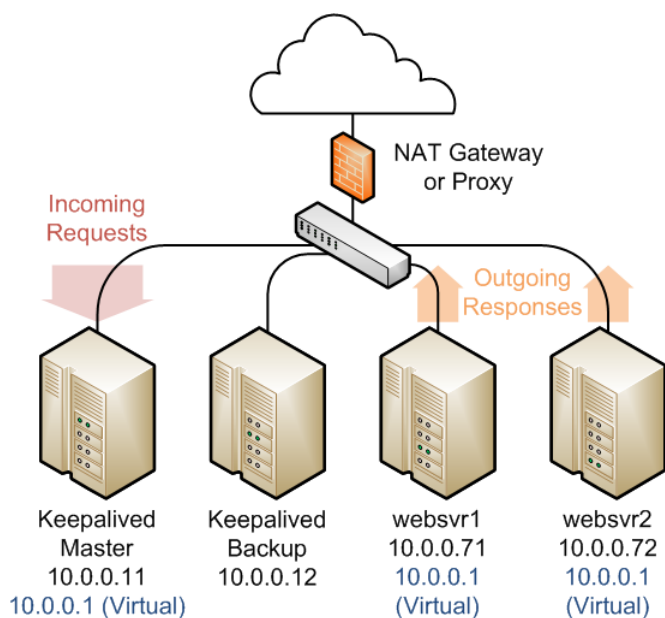 NAT Gateway
or Proxy
Incoming
Requests
Outgoing
Responses
Keepalived
Master
10.0.0.11
10.0.0.1 (Virtual)
Keepalived
Backup
10.0.0.12
websvr1
10.0.0.71
10.0.0.1
(Virtual)
websvr2
10.0.0.72
10.0.0.1
(Virtual)